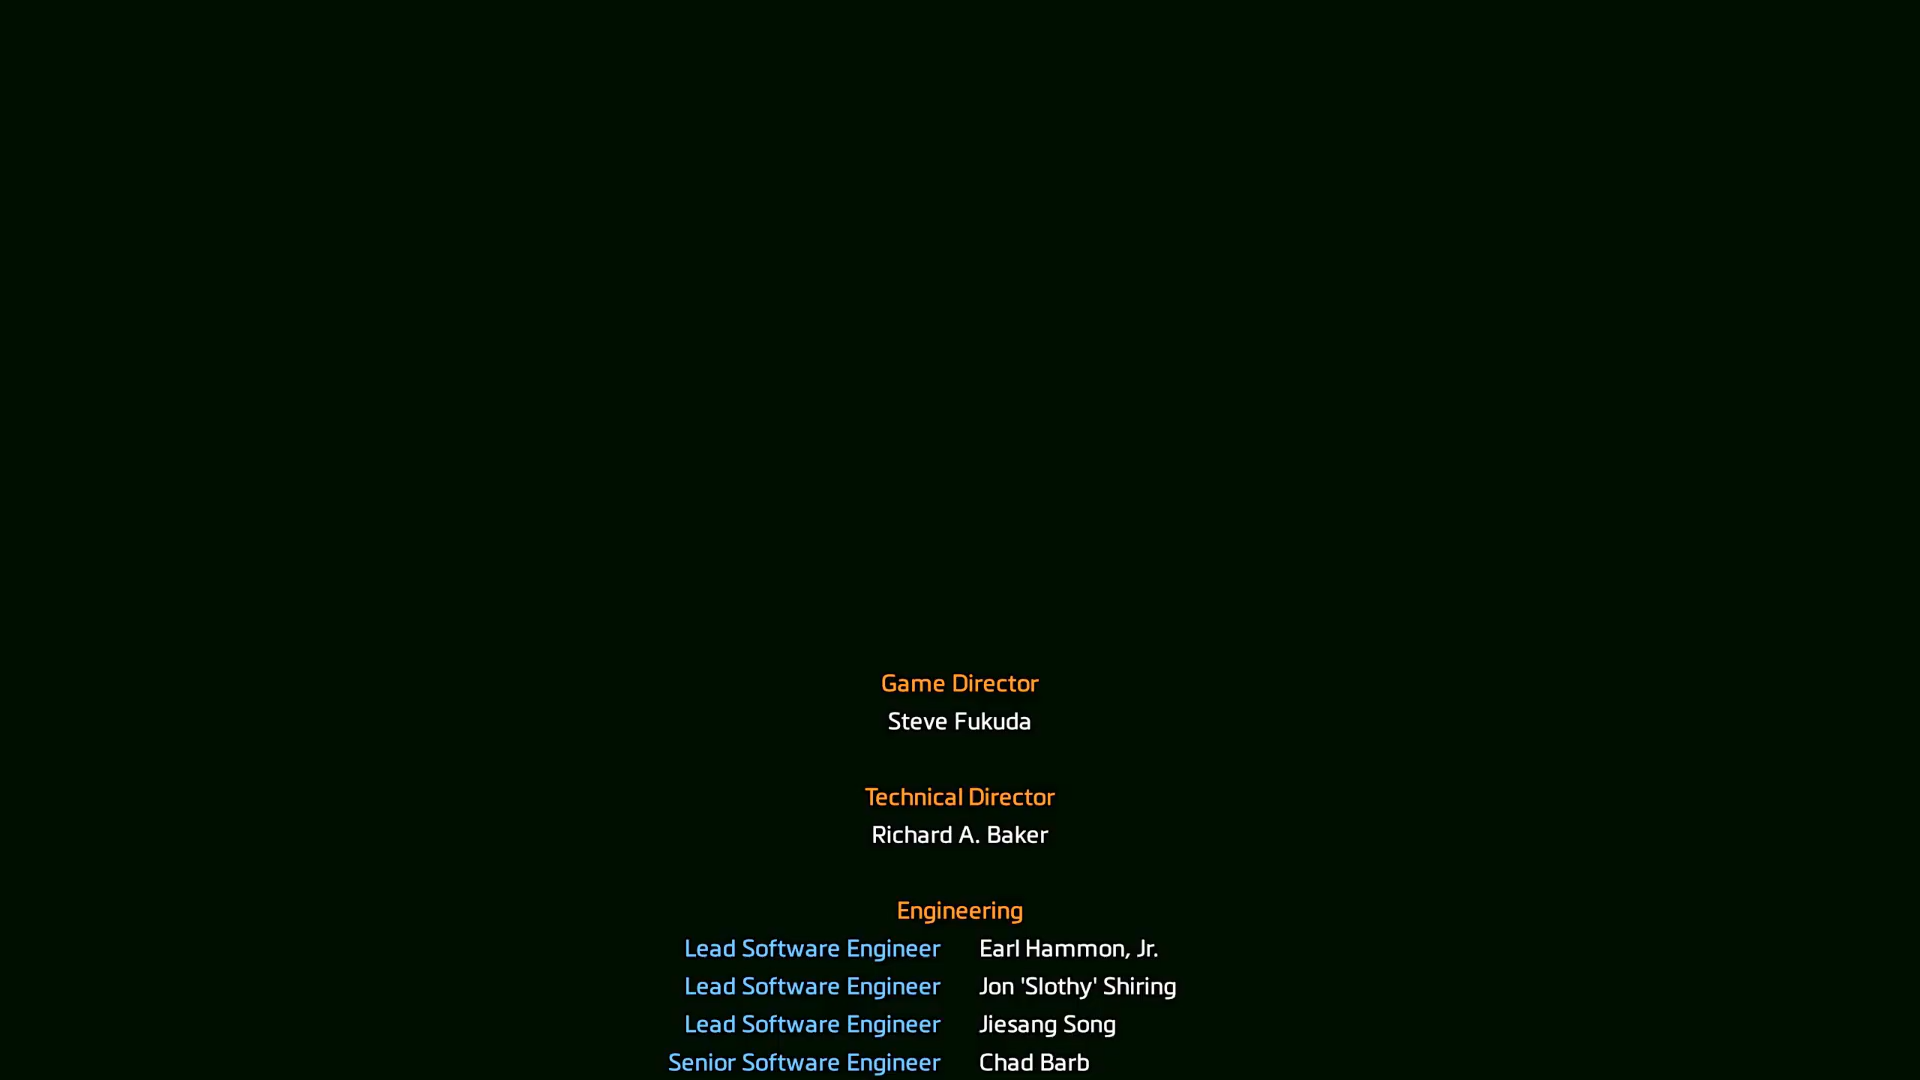 Game Director
Steve Fukuda
Technical Director
Richard A. Baker
Engineering
Lead Software Engineer Earl Hammon, Jr.
Lead Software Engineer Jon 'Slothy' Shiring
Lead Software Engineer Jiesang Song
Senior Software Engineer Chad Barb